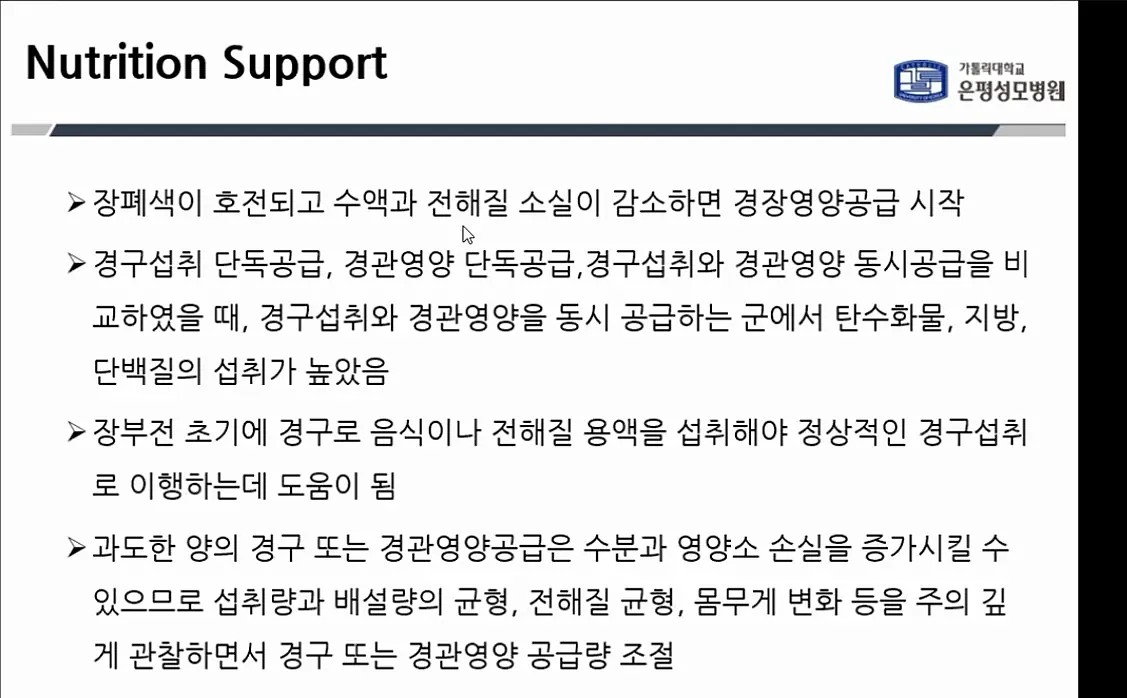 Nutrition Support
가톨릭대학교
은평성모병원
➢ 장폐색이 호전되고 수액과 전해질 소실이 감소하면 경장영양공급 시작
➢ 경구섭취 단독공급, 경관영양 단독공급,경구섭취와 경관영양 동시공급을 비
교하였을 때, 경구섭취와 경관영양을 동시 공급하는 군에서 탄수화물, 지방,
단백질의 섭취가 높았음
➢ 장부전 초기에 경구로 음식이나 전해질 용액을 섭취해야 정상적인 경구섭취
로 이행하는데 도움이 됨
➢ 과도한 양의 경구 또는 경관영양공급은 수분과 영양소 손실을 증가시킬 수
있으므로 섭취량과 배설량의 균형, 전해질 균형, 몸무게 변화 등을 주의 깊
게 관찰하면서 경구 또는 경관영양 공급량 조절